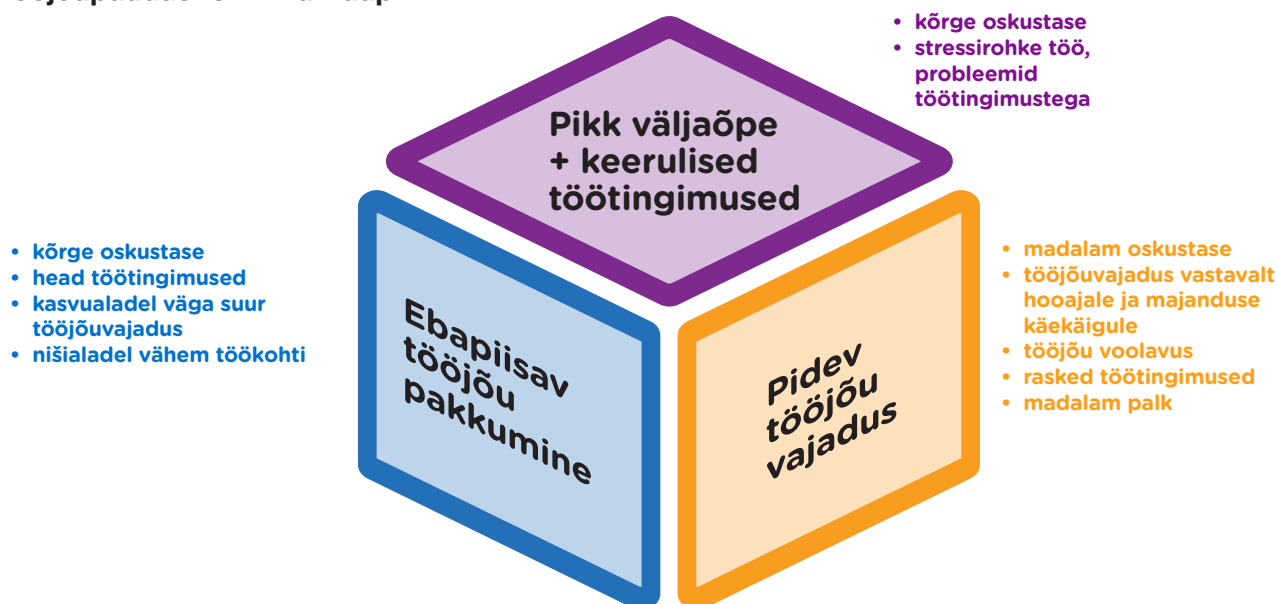 • kõrge oskustase
• stressirohke töö,
probleemid
töötingimustega
Pikk väljaõpe
+ keerulised
töötingimused
• kõrge oskustase
• head töötingimused
• kasvualadel väga suur
tööjõuvajadus
• nišialadel vähem töökohti
Ebapiisav
tööjõu
pakkumine
Pidev
tööjõu
vajadus
• madalam oskustase
• tööjõuvajadus vastavalt
hooajale ja majanduse
käekäigule
• tööjõu voolavus
• rasked töötingimused
• madalam palk